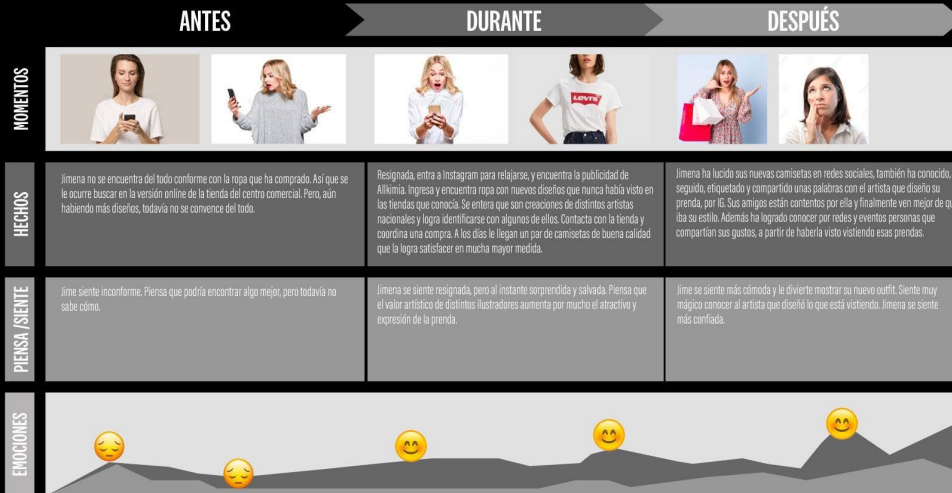 ANTES
DURANTE
DESPUÉS
MOMENTOS
LEVI'S
HECHOS
Jimena no se encuentra del todo conforme con la ropa que ha comprado. Así que se
le ocurre buscar en la versión online de la tienda del centro comercial. Pero, aún
habiendo más diseños, todavía no se convence del todo.
Resignada, entra a Instagram para relajarse, y encuentra la publicidad de
Allkimia. Ingresa y encuentra ropa con nuevos diseños que nunca había visto en
las tiendas que conocía. Se entera que son creaciones de distintos artistas
nacionales y logra identificarse con algunos de ellos. Contacta con la tienda y
coordina una compra. A los días le llegan un par de camisetas de buena calidad
que la logra satisfacer en mucha mayor medida.
Jimena ha lucido sus nuevas camisetas en redes sociales, también ha conocido,
seguido, etiquetado y compartido unas palabras con el artista que diseñó su
prenda, por IG. Sus amigos están contentos por ella y finalmente ven mejor de qu
iba su estilo. Además ha logrado conocer por redes y eventos personas que
compartían sus gustos, a partir de haberla visto vistiendo esas prendas.
PIENSA /SIENTE
Jime siente inconforme. Piensa que podría encontrar algo mejor, pero todavía no
sabe cómo.
Jimena se siente resignada, pero al instante sorprendida y salvada. Piensa que
el valor artístico de distintos ilustradores aumenta por mucho el atractivo y
expresión de la prenda.
Jime se siente más cómoda y le divierte mostrar su nuevo outfit. Siente muy
mágico conocer al artista que diseñó lo que está vistiendo. Jimena se siente
más confiada.
EMOCIONES